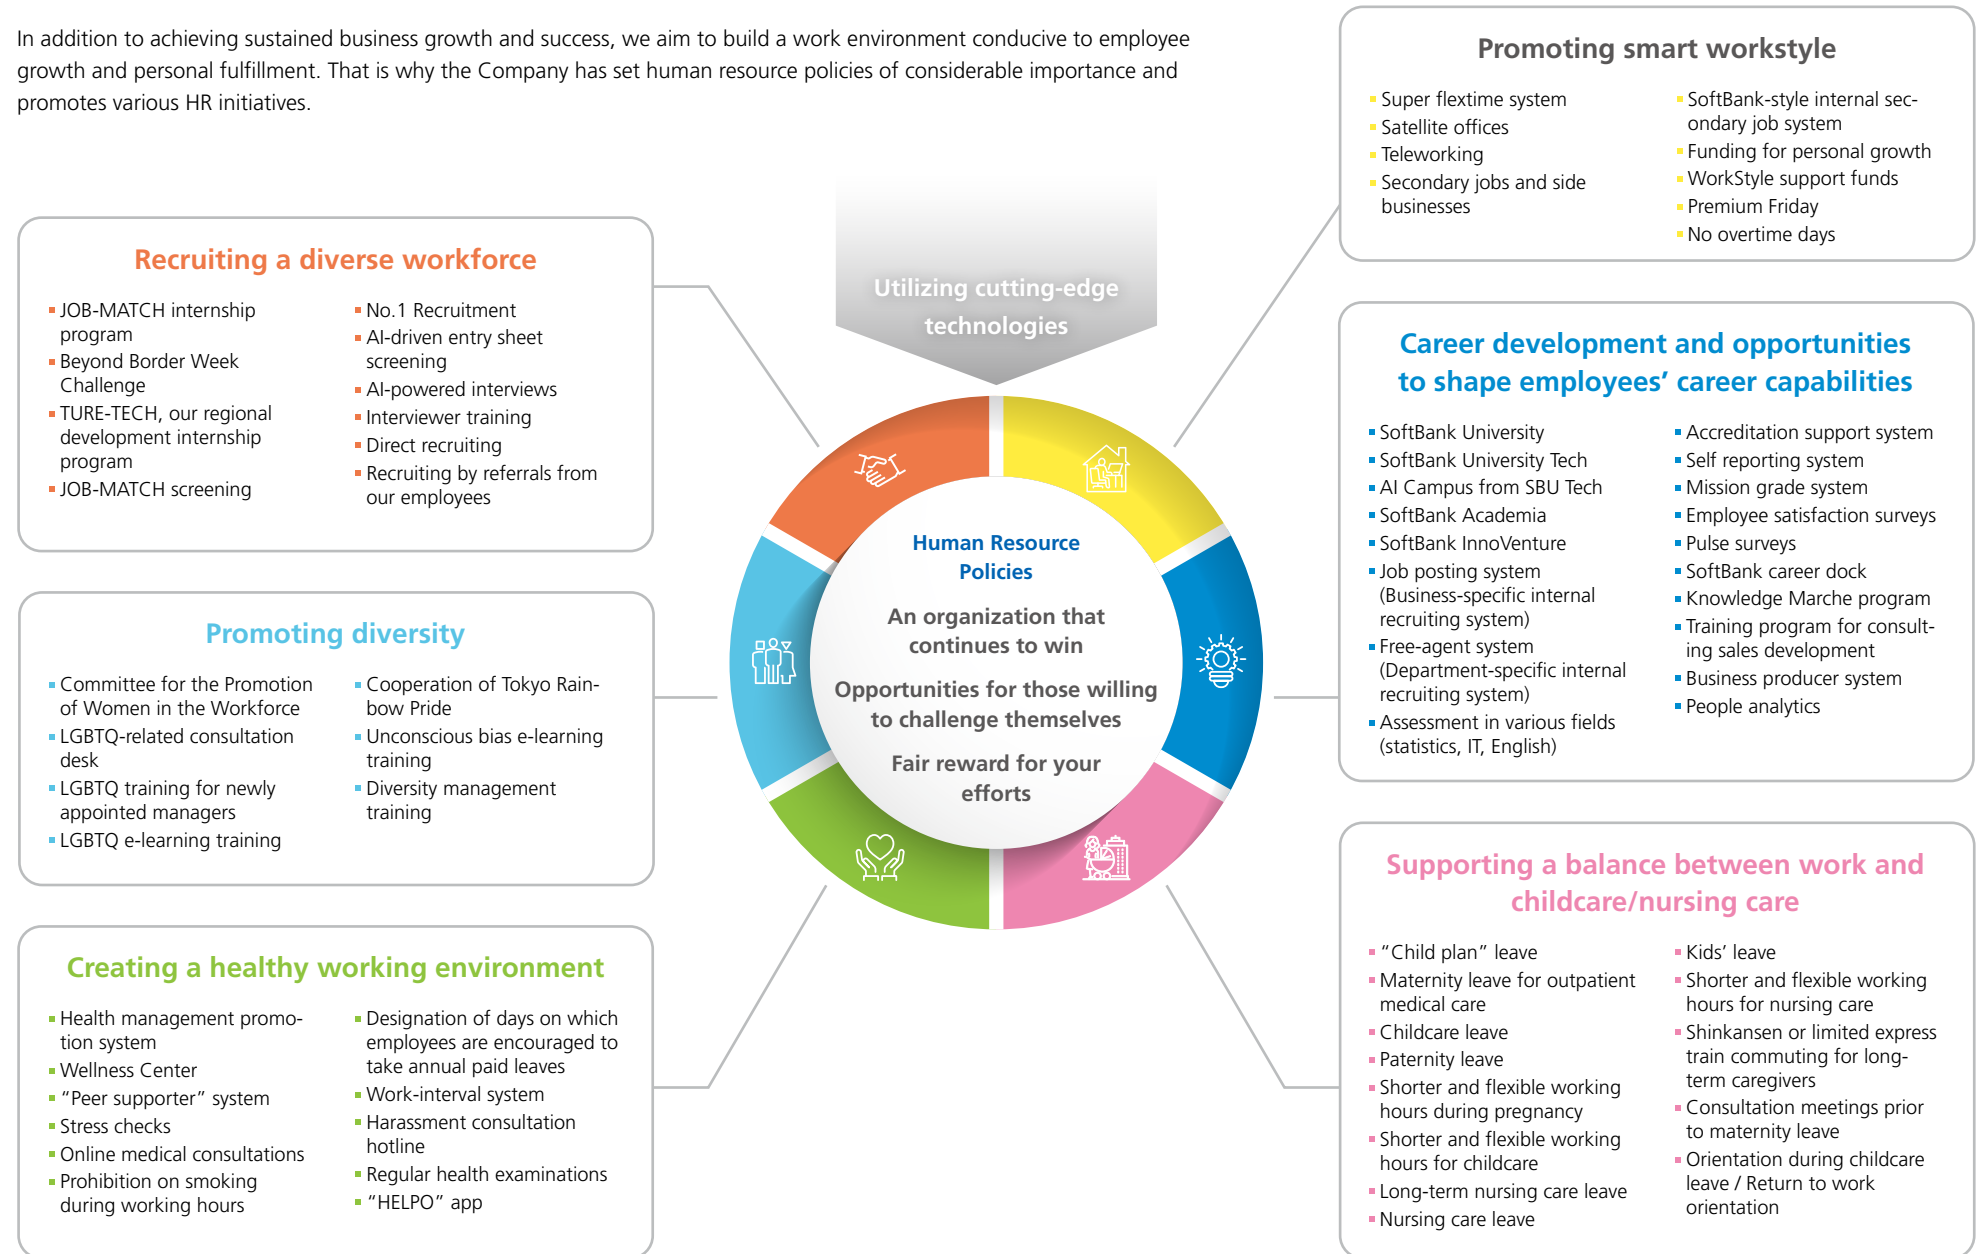 In addition to achieving sustained business growth and success, we aim to build a work environment conducive to employee
growth and personal fulfillment. That is why the Company has set human resource policies of considerable importance and
promotes various HR initiatives.
Recruiting a diverse workforce
JOB-MATCH internship
program
Beyond Border Week
Challenge
TURE-TECH, our regional
development internship
program
JOB-MATCH screening
No.1 Recruitment
AI-driven entry sheet
screening
AI-powered interviews
Interviewer training
Direct recruiting
Recruiting by referrals from
our employees
Promoting diversity
Committee for the Promotion
of Women in the Workforce
LGBTQ-related consultation
desk
LGBTQ training for newly
appointed managers
LGBTQ e-learning training
Cooperation of Tokyo Rain-
bow Pride
Unconscious bias e-learning
training
Diversity management
training
Creating a healthy working environment
Health management promo-
tion system
Wellness Center
“Peer supporter” system
Stress checks
Online medical consultations
Prohibition on smoking
during working hours
Designation of days on which
employees are encouraged to
take annual paid leaves
Work-interval system
Harassment consultation
hotline
Regular health examinations
“HELPO” app
Utilizing cutting-edge
technologies
Human Resource
Policies
An organization that
continues to win
Opportunities for those willing
to challenge themselves
Fair reward for your
efforts
Promoting smart workstyle
Super flextime system
Satellite offices
Teleworking
Secondary jobs and side
businesses
SoftBank-style internal sec-
ondary job system
Funding for personal growth
WorkStyle support funds
Premium Friday
No overtime days
Career development and opportunities
to shape employees’ career capabilities
SoftBank University
SoftBank University Tech
AI Campus from SBU Tech
SoftBank Academia
SoftBank InnoVenture
Job posting system
(Business-specific internal
recruiting system)
Free-agent system
(Department-specific internal
recruiting system)
Assessment in various fields
(statistics, IT, English)
Accreditation support system
Self reporting system
Mission grade system
Employee satisfaction surveys
Pulse surveys
SoftBank career dock
Knowledge Marche program
Training program for consult-
ing sales development
Business producer system
People analytics
Supporting a balance between work and
childcare/nursing care
“Child plan” leave
Maternity leave for outpatient
medical care
Childcare leave
Paternity leave
Shorter and flexible working
hours during pregnancy
Shorter and flexible working
hours for childcare
Long-term nursing care leave
Nursing care leave
Kids’ leave
Shorter and flexible working
hours for nursing care
Shinkansen or limited express
train commuting for long-
term caregivers
Consultation meetings prior
to maternity leave
Orientation during childcare
leave / Return to work
orientation